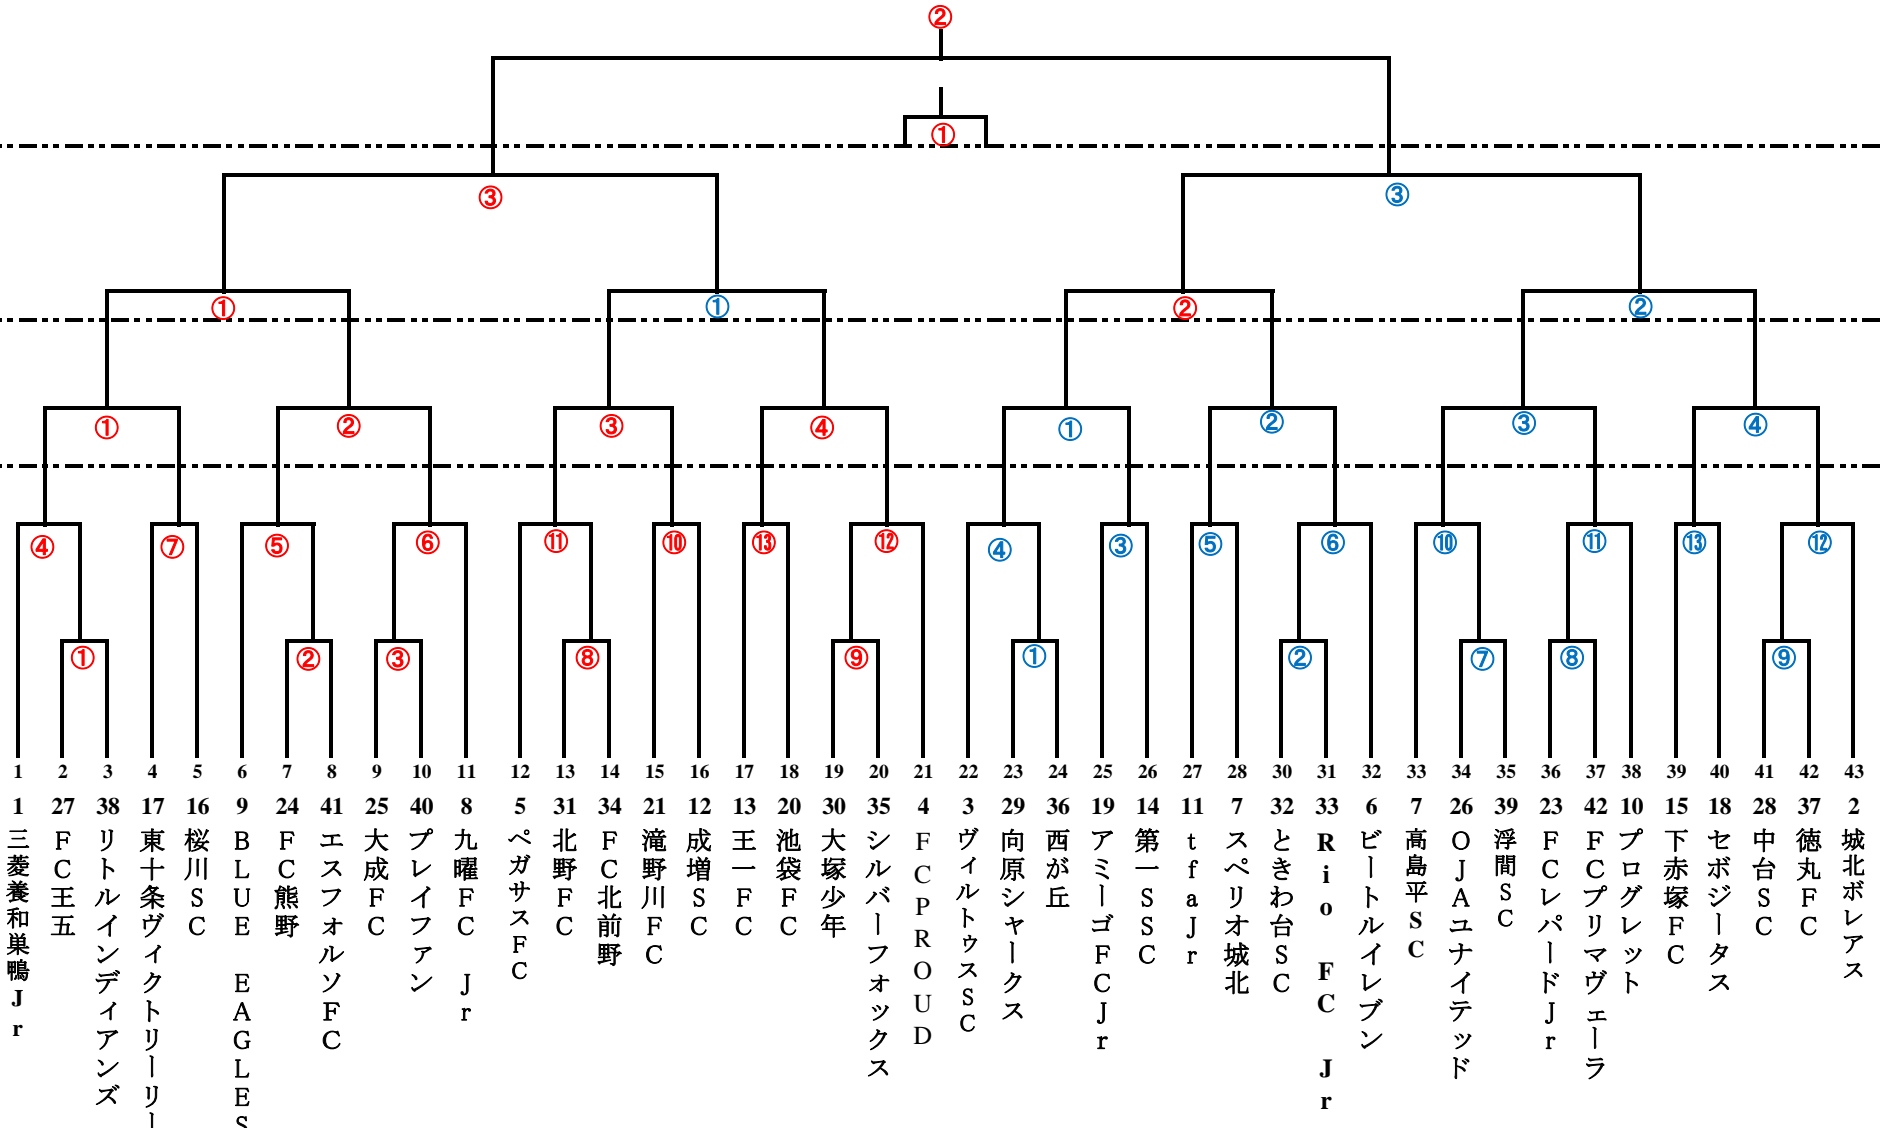 ②
①
③ ③
① ① ② ②
① ② ③ ④ ① ② ③ ④
④ ⑦ ⑤ ⑥ ⑪ ⑩ ⑬ ⑫ ④ ③ ⑤ ⑥ ⑩ ⑪ ⑬ ⑫
① ② ③ ⑧ ⑨ ① ② ⑦ ⑧ ⑨
1 2 3 4 5 6 7 8 9 10 11 12 13 14 15 16 17 18 19 20 21 22 23 24 25 26 27 28 30 31 32 33 34 35 36 37 38 39 40 41 42 43
1 27 38 17 16 9 24 41 25 40 8 5 31 34 21 12 13 20 30 35 4 3 29 36 19 14 11 7 32 33 6 7 26 39 23 42 10 15 18 28 37 2
三菱養和巣鴨Jr
FC王五
リトルインディアンズ
東十条ヴィクトリーリー
桜川SC
BLUE EAGLES
FC熊野
エスフォルソFC
大成FC
プレイファン
九曜FC Jr
ペガサスFC
北野FC
FC北前野
滝野川FC
成増SC
王一FC
池袋FC
大塚少年
シルバーフォックス
FCPROUD
ヴィルトゥスSC
向原シャークス
西が丘
アミーゴFCJr
第一SSC
tfaJr
スペリオ城北
ときわ台SC
Rio FC Jr
ビートルイレブン
高島平SC
OJAユナイテッド
浮間SC
FCレパードJr
FCプリマヴェーラ
プログレット
下赤塚FC
セボジータス
中台SC
徳丸FC
城北ボレアス